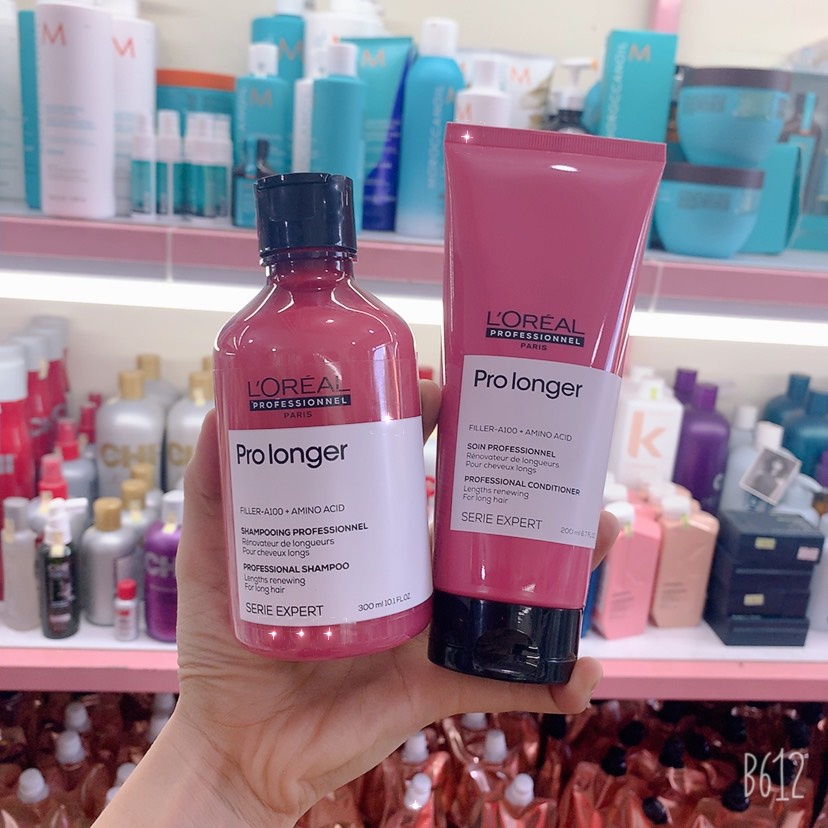 M
M
M
M
M
M
MOROCCANOIL
MOROCCANOIL
L'ORÉAL
PROFESSIONNEL
PARIS
Pro longer
FILLER-A100 + AMINO ACID
SHAMPOOING PROFESSIONNEL
Rénovateur de longueurs
Pour cheveux longs
PROFESSIONAL SHAMPOO
Lengths renewing
For long hair
SERIE EXPERT
300 ml 10.1 FL.OZ.
L'ORÉAL
PROFESSIONNEL
PARIS
Pro longer
FILLER-A100 + AMINO ACID
SOIN PROFESSIONNEL
Rénovateur de longueurs
Pour cheveux longs
PROFESSIONAL CONDITIONER
Lengths renewing
For long hair
SERIE EXPERT
200 ml
CHI
k
B612